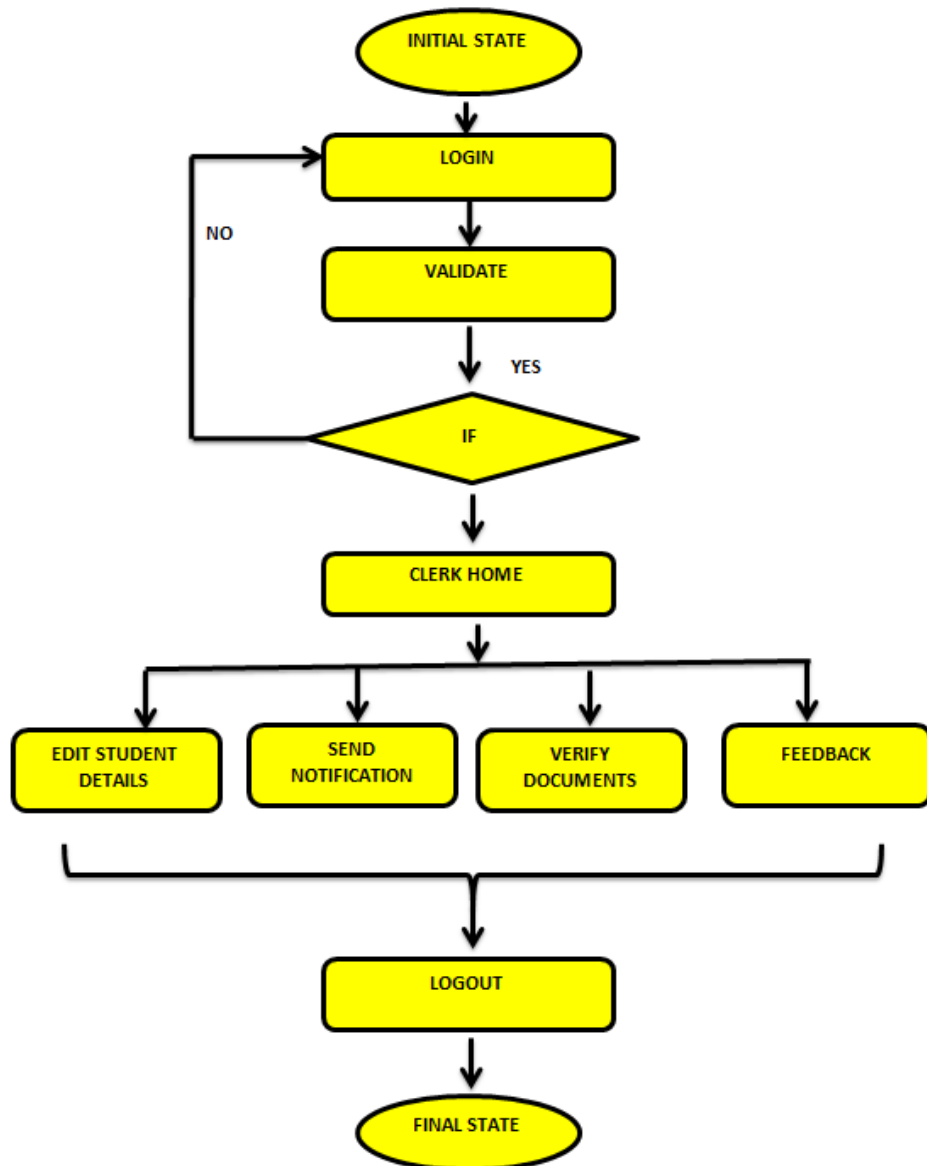 INITIAL STATE
LOGIN
NO
VALIDATE
YES
IF
CLERK HOME
EDIT STUDENT
DETAILS
SEND
NOTIFICATION
VERIFY
DOCUMENTS
FEEDBACK
LOGOUT
FINAL STATE